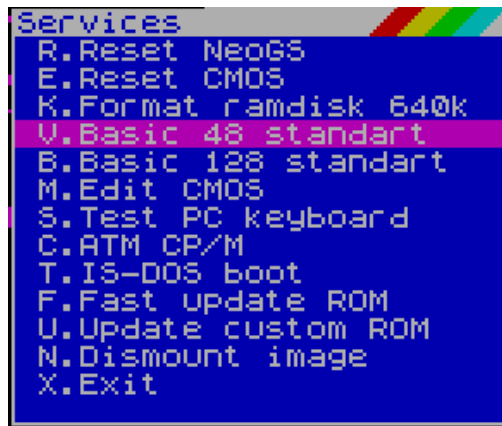 Services
R.Reset NeoGS
E.Reset CMOS
K.Format ramdisk 640k
V.Basic 48 standart
B.Basic 128 standart
M.Edit CMOS
S.Test PC keyboard
C.ATM CP/M
T.IS-DOS boot
F.Fast update ROM
U.Update custom ROM
N.Dismount image
X.Exit